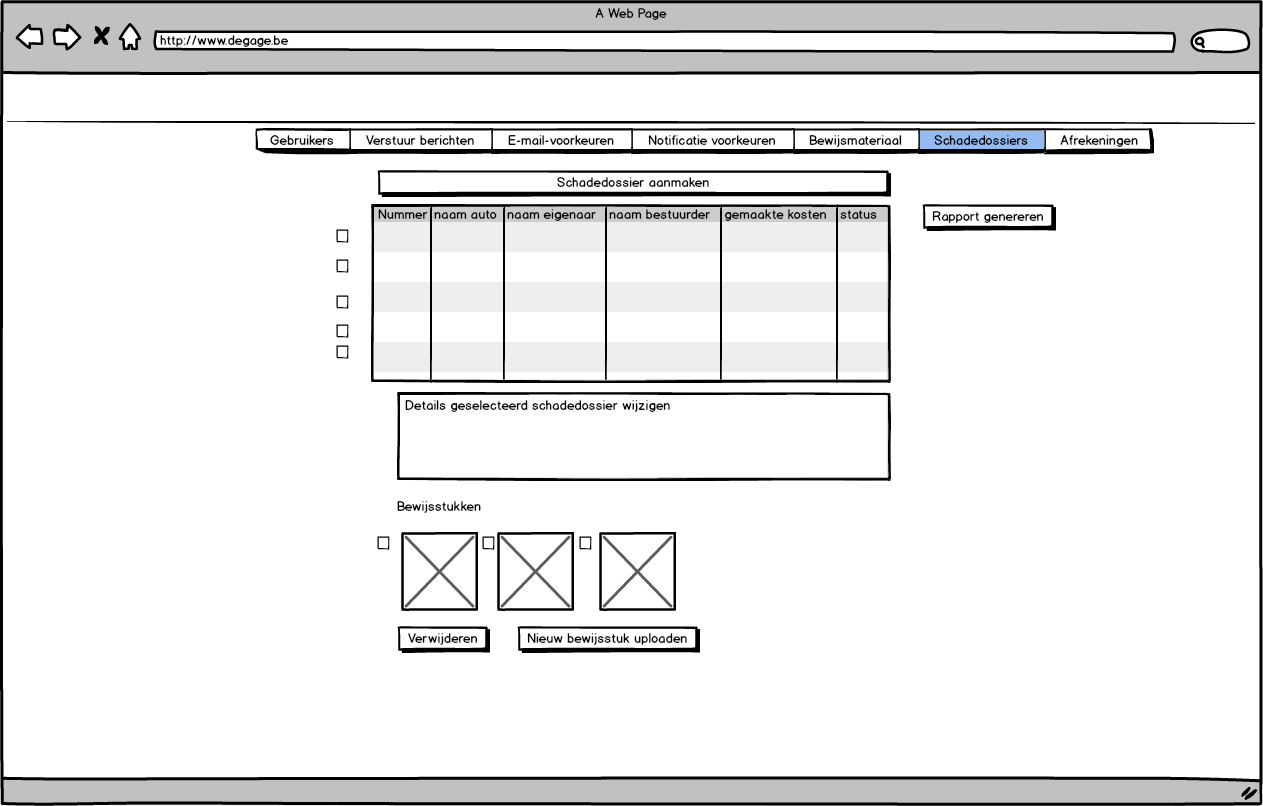 A Web Page
http://www.degage.be
Gebruikers Verstuur berichten E-mail-voorkeuren Notificatie voorkeuren Bewijsmateriaal Schadedossiers Afrekeningen
Schadedossier aanmaken
Nummer naam auto naam eigenaar naam bestuurder gemaakte kosten status
Rapport genereren
Details geselecteerd schadedossier wijzigen
Bewijsstukken
Verwijderen Nieuw bewijsstuk uploaden